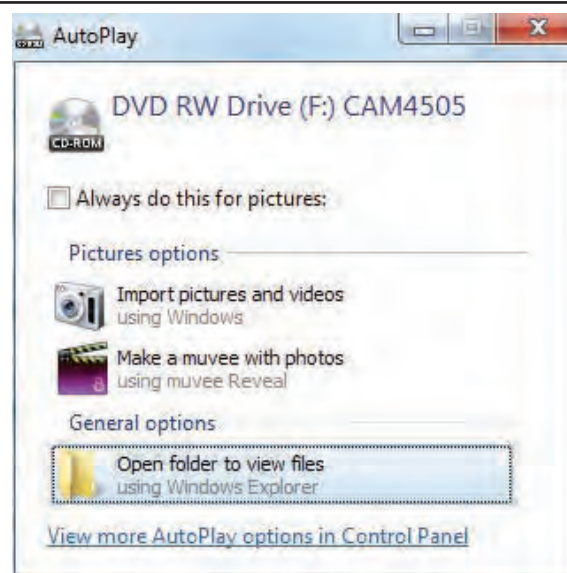 AutoPlay
DVD RW Drive (F:) CAM4505
CD-ROM
Always do this for pictures:
Pictures options
Import pictures and videos
using Windows
Make a muvee with photos
using muvee Reveal
8
General options
Open folder to view files
using Windows Explorer
View more AutoPlay options in Control Panel